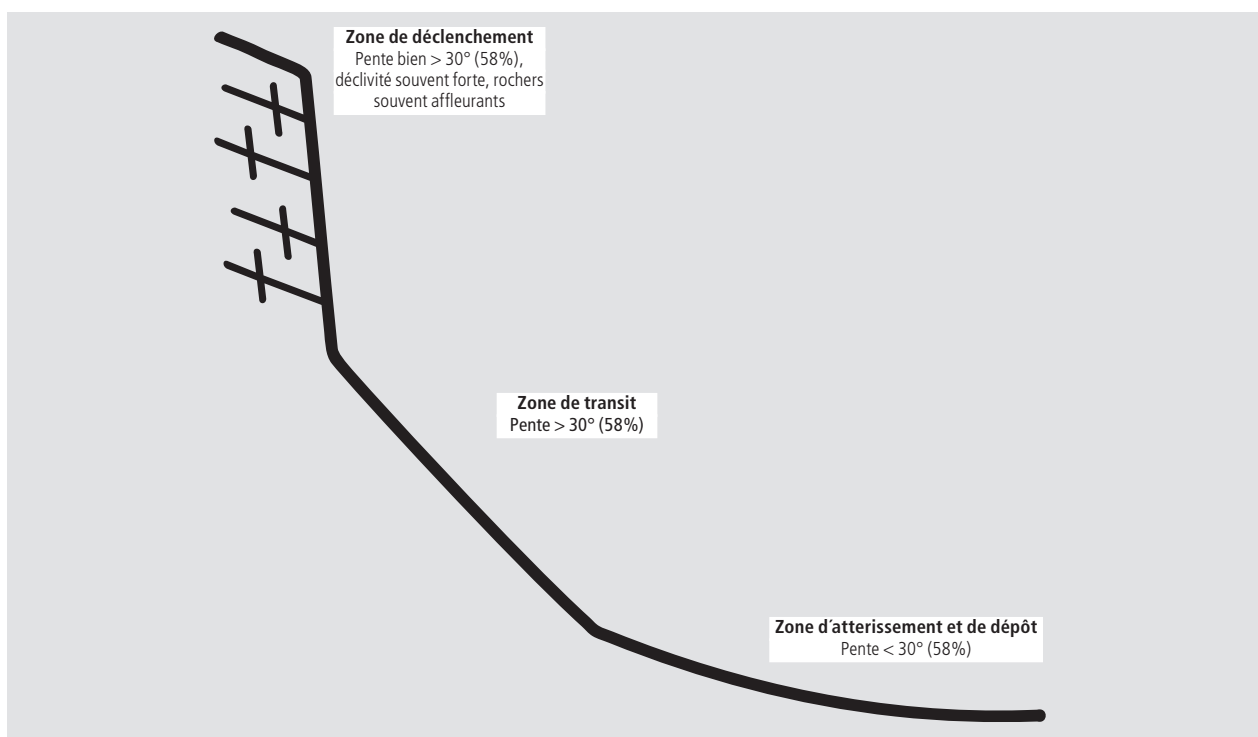 Zone de déclenchement
Pente bien > 30° (58%),
déclivité souvent forte, rochers
souvent affleurants
Zone de transit
Pente > 30° (58%)
Zone d´atterissement et de dépôt
Pente < 30° (58%)